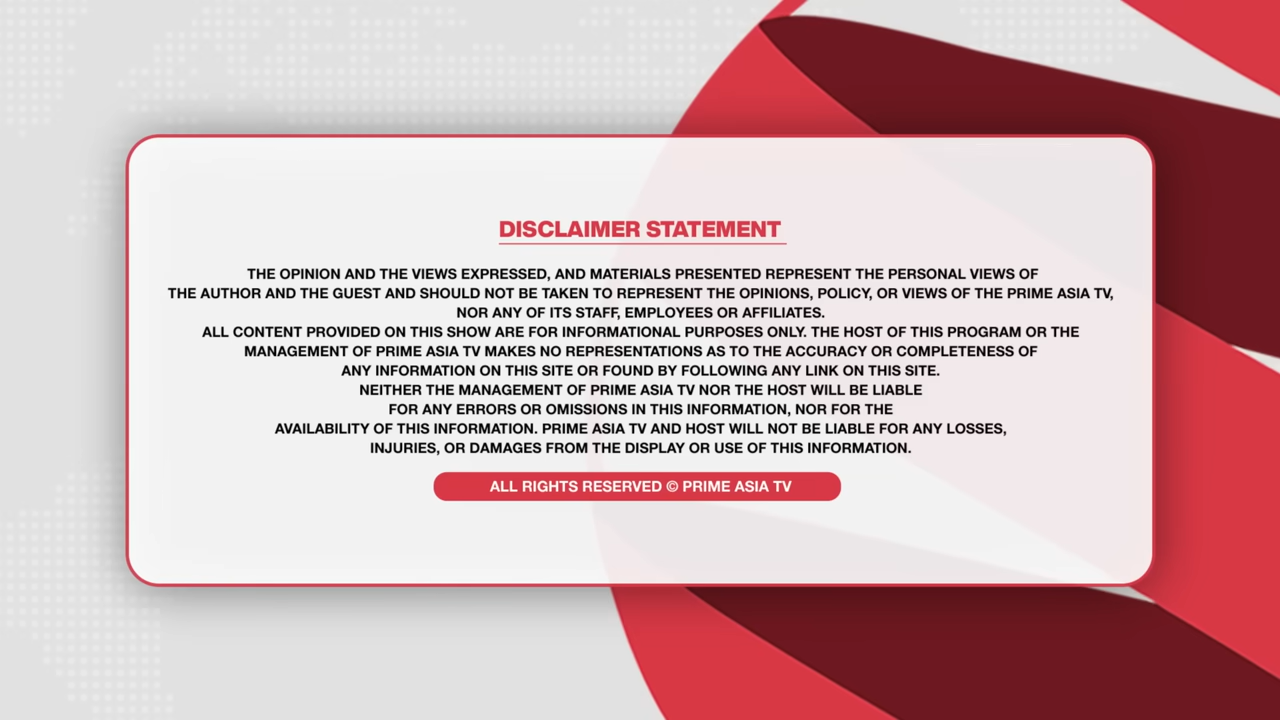 DISCLAIMER STATEMENT
THE OPINION AND THE VIEWS EXPRESSED, AND MATERIALS PRESENTED REPRESENT THE PERSONAL VIEWS OF
THE AUTHOR AND THE GUEST AND SHOULD NOT BE TAKEN TO REPRESENT THE OPINIONS, POLICY, OR VIEWS OF THE PRIME ASIA TV,
NOR ANY OF ITS STAFF, EMPLOYEES OR AFFILIATES.
ALL CONTENT PROVIDED ON THIS SHOW ARE FOR INFORMATIONAL PURPOSES ONLY. THE HOST OF THIS PROGRAM OR THE
MANAGEMENT OF PRIME ASIA TV MAKES NO REPRESENTATIONS AS TO THE ACCURACY OR COMPLETENESS OF
ANY INFORMATION ON THIS SITE OR FOUND BY FOLLOWING ANY LINK ON THIS SITE.
NEITHER THE MANAGEMENT OF PRIME ASIA TV NOR THE HOST WILL BE LIABLE
FOR ANY ERRORS OR OMISSIONS IN THIS INFORMATION, NOR FOR THE
AVAILABILITY OF THIS INFORMATION. PRIME ASIA TV AND HOST WILL NOT BE LIABLE FOR ANY LOSSES,
INJURIES, OR DAMAGES FROM THE DISPLAY OR USE OF THIS INFORMATION.
ALL RIGHTS RESERVED © PRIME ASIA TV